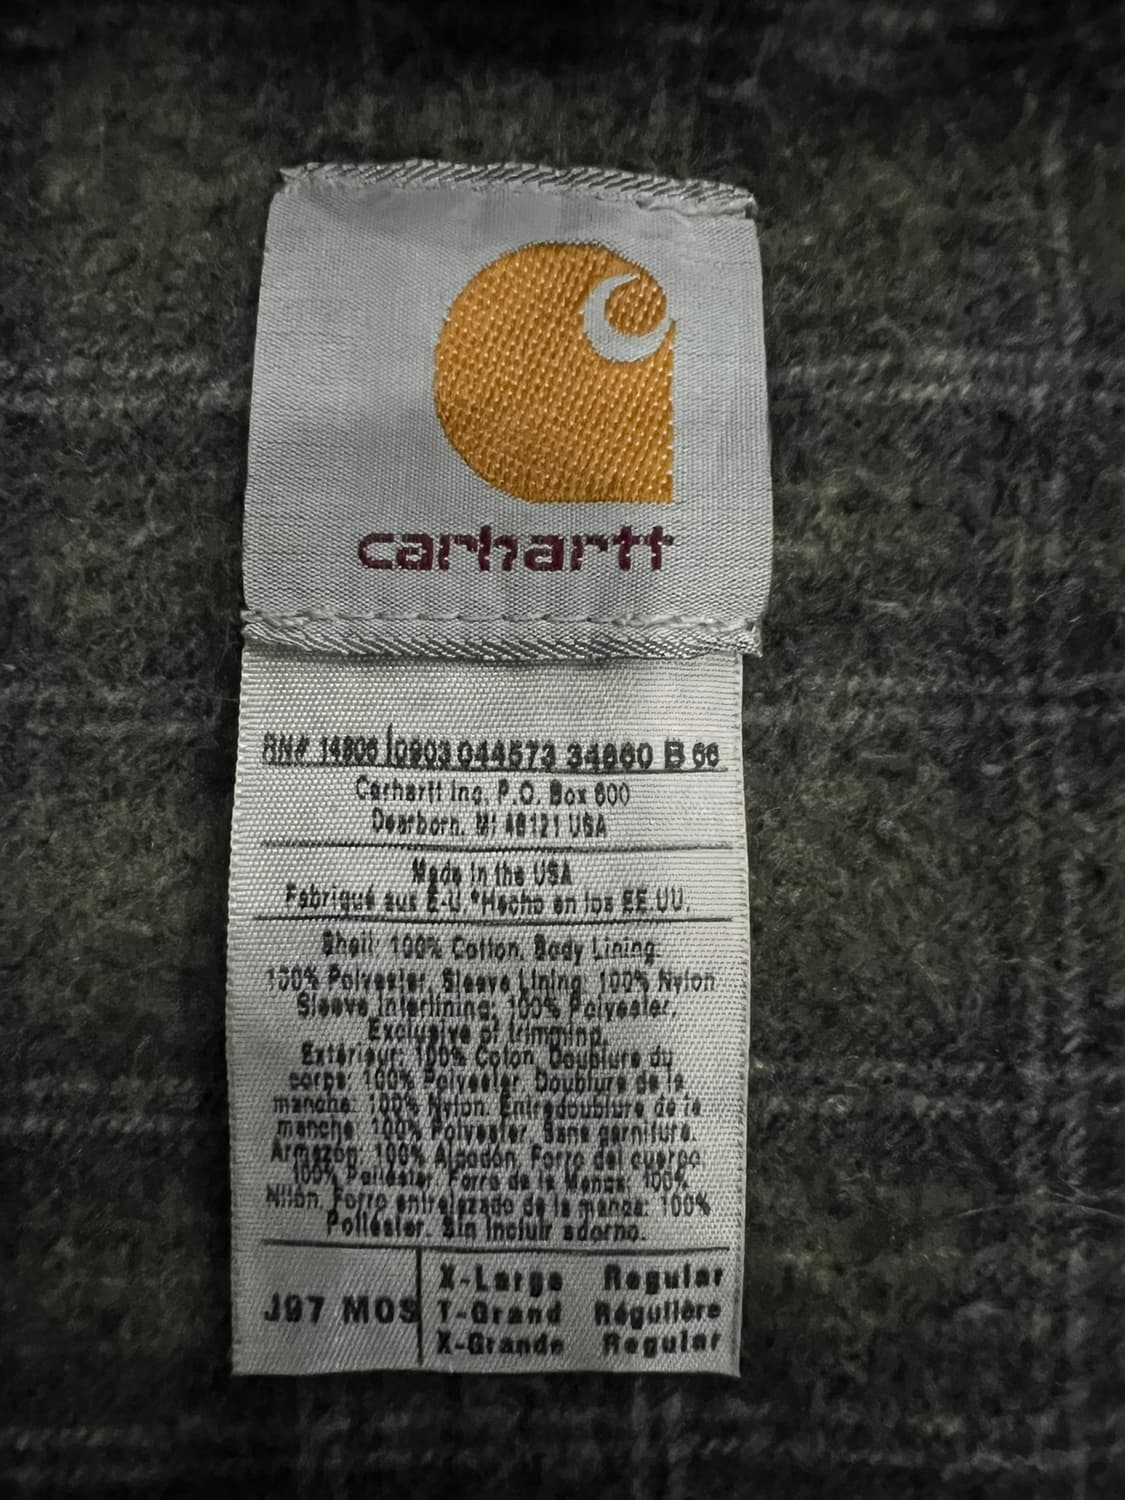 carhartt
RN# 14806 0903 044573 34860 B 66
Carhartt Inc. P.O. Box 600
Dearborn, MI 48121 USA
Made in the USA
Fabriqué aux É-U.*Hecho en los EE.UU.
Shell: 100% Cotton, Body Lining:
100% Polyester, Sleeve Lining: 100% Nylon
Sleeve Interlining: 100% Polyester.
Exclusive of trimming.
Extérieur: 100% Coton, Doublure du
corps: 100% Polyester, Doublure de la
manche: 100% Nylon. Entredoublure de la
manche: 100% Polyester. Sans garniture.
Armazón: 100% Algodón, Forro del cuerpo:
100% Poliéster, Forro de la Manga: 100%
Nilón, Forro entrelazado de la manga: 100%
Poliéster. Sin incluir adorno.
J97 MOS
X-Large Regular
T-Grand Régulière
X-Grande Regular